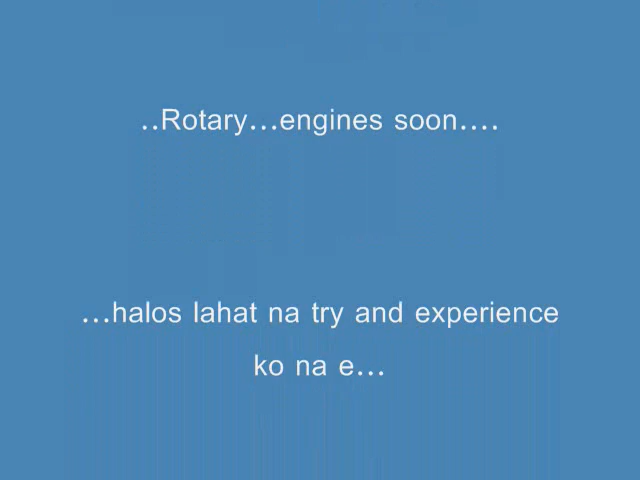 ..Rotary...engines soon....
...halos lahat na try and experience
ko na e...